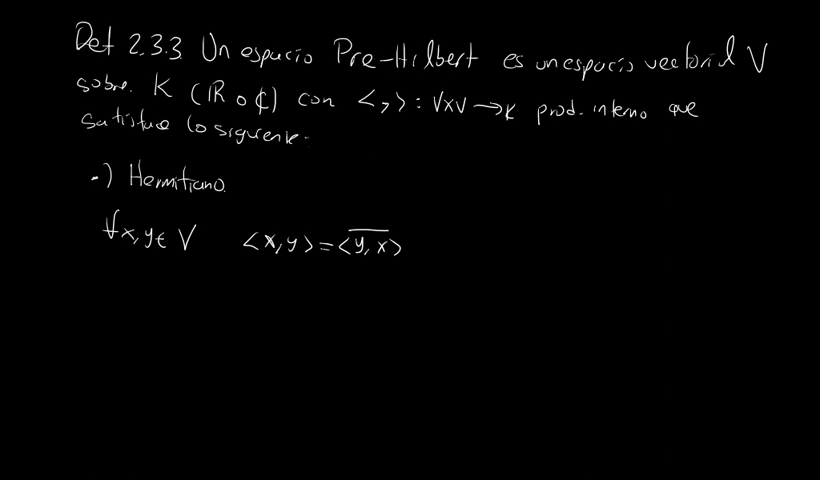 Def 2.3.3 Un espacio Pre-Hilbert es un espacio vectorial V
sobre K (ℝ o ℂ) con < , > : V×V → K prod. interno que
satisface lo siguiente:
•) Hermitiano.
∀x,y ∈ V <x,y> = <\overline{y,x}>